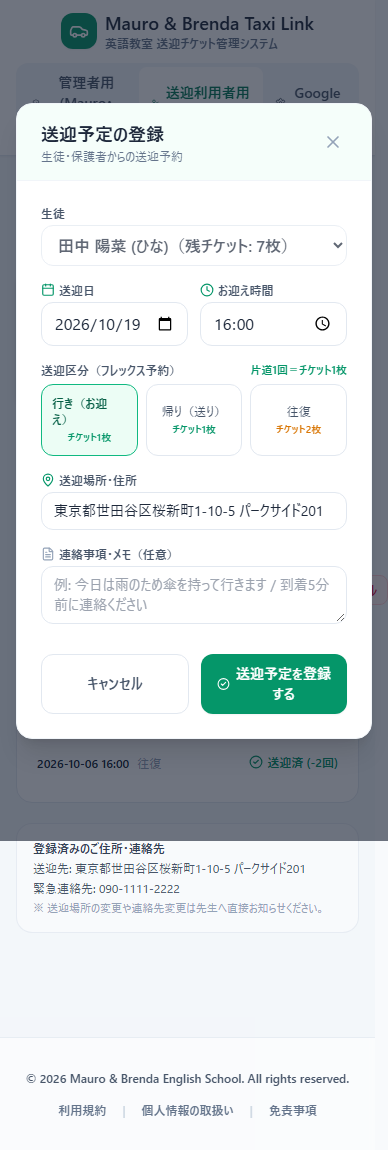 Mauro & Brenda Taxi Link
英語教室 送迎チケット管理システム
管理者用
(Mauro・
送迎利用者用
Google
送迎予定の登録
生徒・保護者からの送迎予約
生徒
田中 陽菜 (ひな)（残チケット: 7枚）
送迎日
お迎え時間
2026/10/19
16:00
送迎区分（フレックス予約）
片道1回＝チケット1枚
行き（お迎
え）
チケット1枚
帰り（送り）
チケット1枚
往復
チケット2枚
送迎場所・住所
東京都世田谷区桜新町1-10-5 パークサイド201
連絡事項・メモ（任意）
例: 今日は雨のため傘を持って行きます / 到着5分
前に連絡ください
キャンセル
送迎予定を登録
する
2026-10-06 16:00 往復
送迎済 (-2回)
登録済みのご住所・連絡先
送迎先: 東京都世田谷区桜新町1-10-5 パークサイド201
緊急連絡先: 090-1111-2222
※ 送迎場所の変更や連絡先変更は先生へ直接お知らせください。
© 2026 Mauro & Brenda English School. All rights reserved.
利用規約 | 個人情報の取扱い | 免責事項